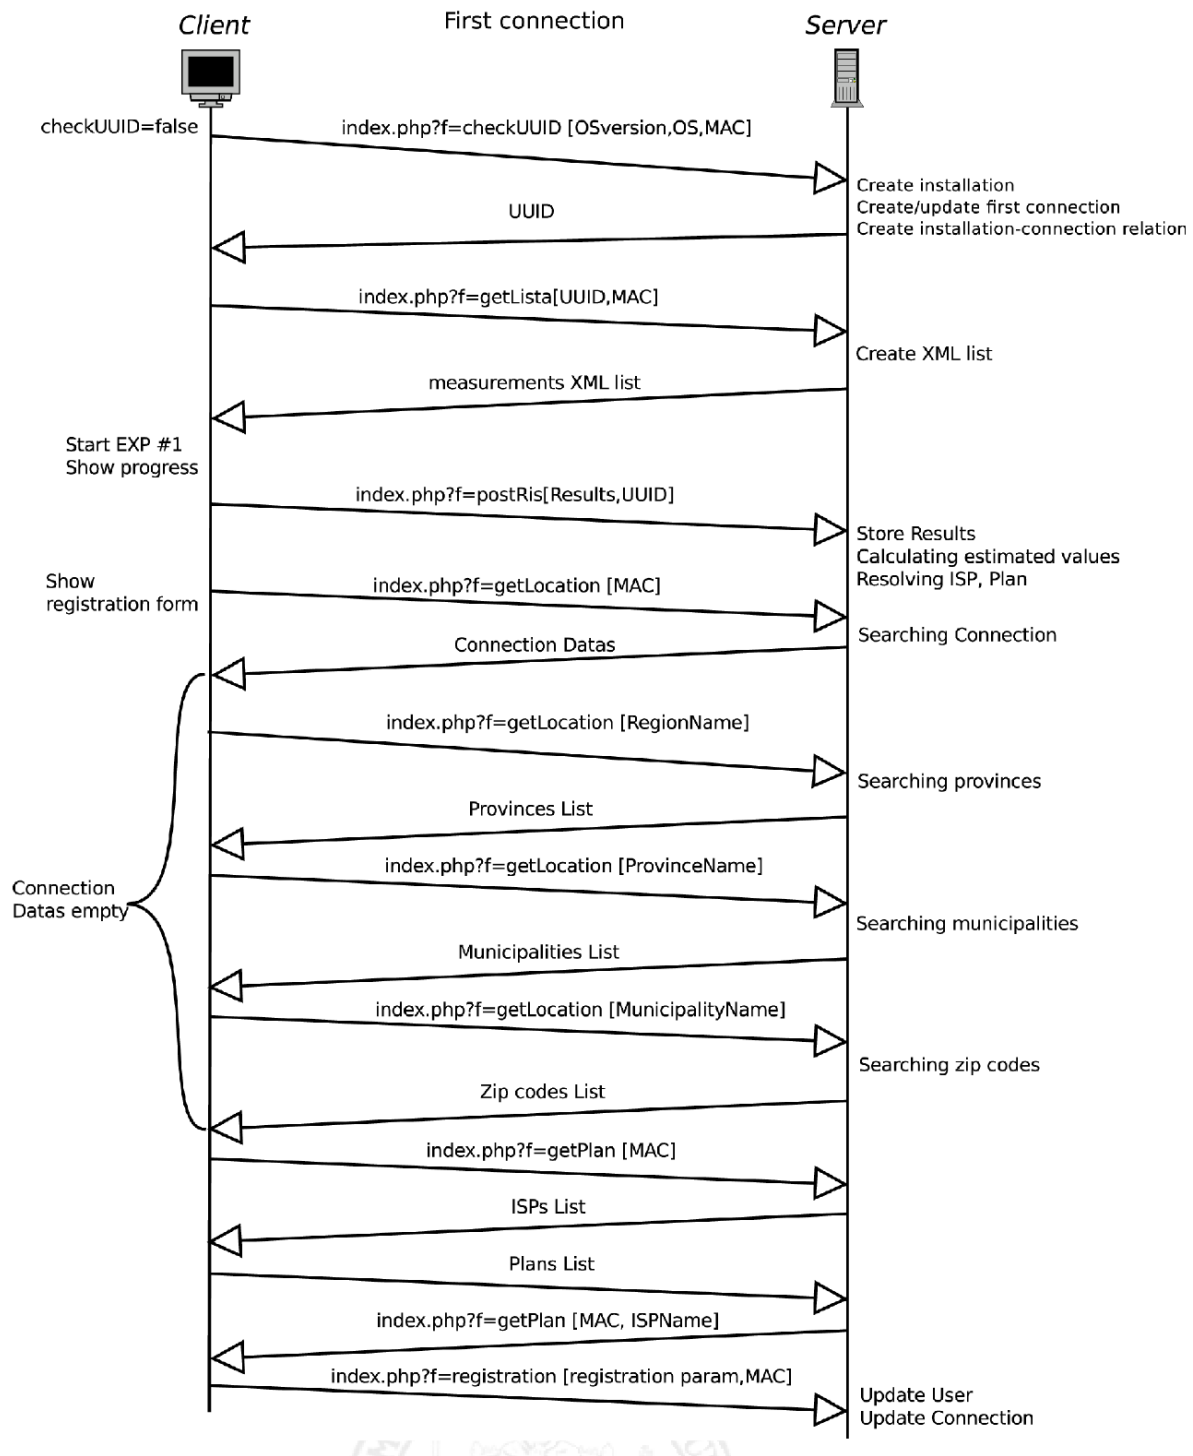 First connection
Client
Server
checkUUID=false
index.php?f=checkUUID [OSversion,OS,MAC]
Create installation
Create/update first connection
Create installation-connection relation
UUID
index.php?f=getLista[UUID,MAC]
Create XML list
measurements XML list
Start EXP #1
Show progress
index.php?f=postRis[Results,UUID]
Store Results
Calculating estimated values
Resolving ISP, Plan
Show
registration form
index.php?f=getLocation [MAC]
Searching Connection
Connection Datas
index.php?f=getLocation [RegionName]
Searching provinces
Provinces List
index.php?f=getLocation [ProvinceName]
Connection
Datas empty
Searching municipalities
Municipalities List
index.php?f=getLocation [MunicipalityName]
Searching zip codes
Zip codes List
index.php?f=getPlan [MAC]
ISPs List
Plans List
index.php?f=getPlan [MAC, ISPName]
index.php?f=registration [registration param,MAC]
Update User
Update Connection